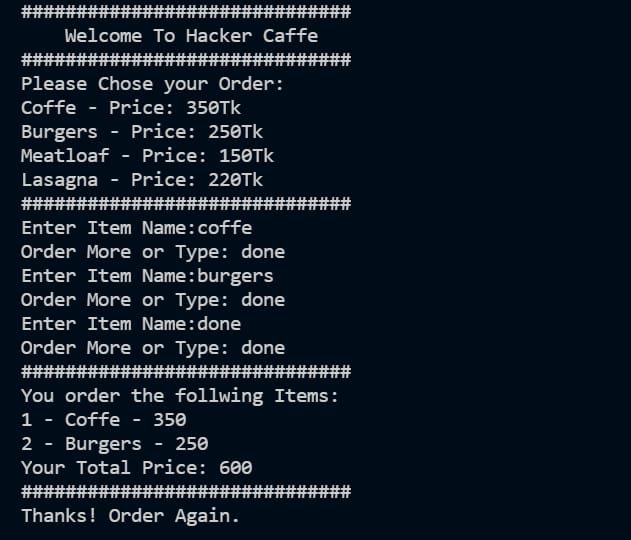 ##############################
    Welcome To Hacker Caffe
##############################
Please Chose your Order:
Coffe - Price: 350Tk
Burgers - Price: 250Tk
Meatloaf - Price: 150Tk
Lasagna - Price: 220Tk
##############################
Enter Item Name:coffe
Order More or Type: done
Enter Item Name:burgers
Order More or Type: done
Enter Item Name:done
Order More or Type: done
##############################
You order the follwing Items:
1 - Coffe - 350
2 - Burgers - 250
Your Total Price: 600
##############################
Thanks! Order Again.